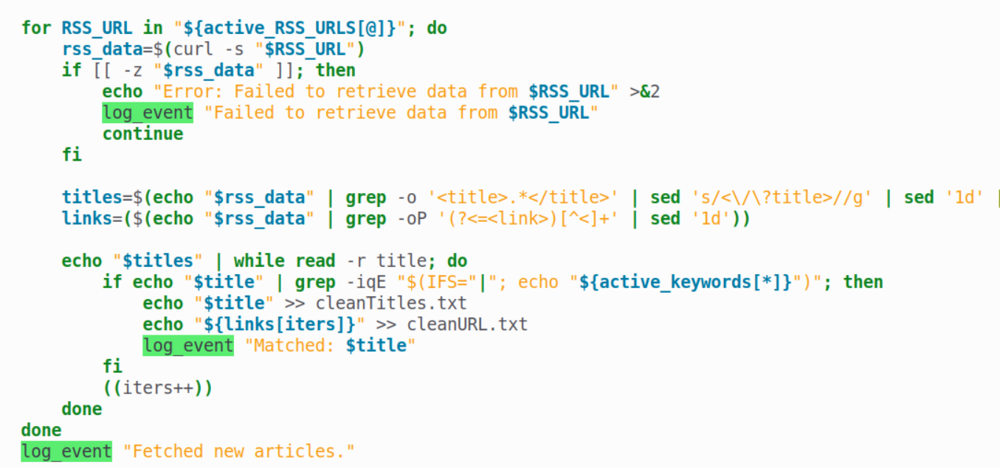 for RSS_URL in "${active_RSS_URLS[@]}"; do
    rss_data=$(curl -s "$RSS_URL")
    if [[ -z "$rss_data" ]]; then
        echo "Error: Failed to retrieve data from $RSS_URL" >&2
        log_event "Failed to retrieve data from $RSS_URL"
        continue
    fi

    titles=$(echo "$rss_data" | grep -o '<title>.*</title>' | sed 's/<\/\?title>//g' | sed '1d' |
    links=($(echo "$rss_data" | grep -oP '(?<=<link>)[^<]+' | sed '1d'))

    echo "$titles" | while read -r title; do
        if echo "$title" | grep -iqE "$(IFS="|"; echo "${active_keywords[*]}")"; then
            echo "$title" >> cleanTitles.txt
            echo "${links[iters]}" >> cleanURL.txt
            log_event "Matched: $title"
        fi
        ((iters++))
    done
done
log_event "Fetched new articles."